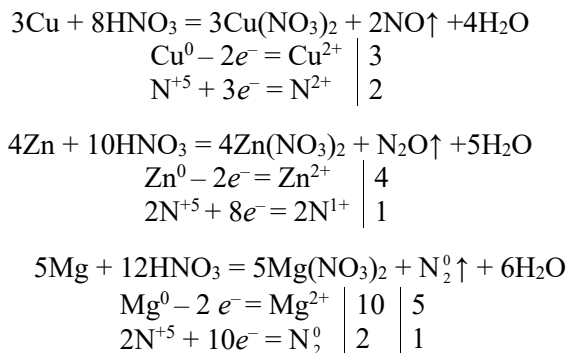 3Cu + 8HNO₃ = 3Cu(NO₃)₂ + 2NO↑ +4H₂O
Cu⁰ – 2e⁻ = Cu²⁺ | 3
N⁺⁵ + 3e⁻ = N²⁺ | 2
4Zn + 10HNO₃ = 4Zn(NO₃)₂ + N₂O↑ +5H₂O
Zn⁰ – 2e⁻ = Zn²⁺ | 4
2N⁺⁵ + 8e⁻ = 2N¹⁺ | 1
5Mg + 12HNO₃ = 5Mg(NO₃)₂ + N₂⁰↑ + 6H₂O
Mg⁰ – 2 e⁻ = Mg²⁺ | 10 | 5
2N⁺⁵ + 10e⁻ = N₂⁰ | 2 | 1